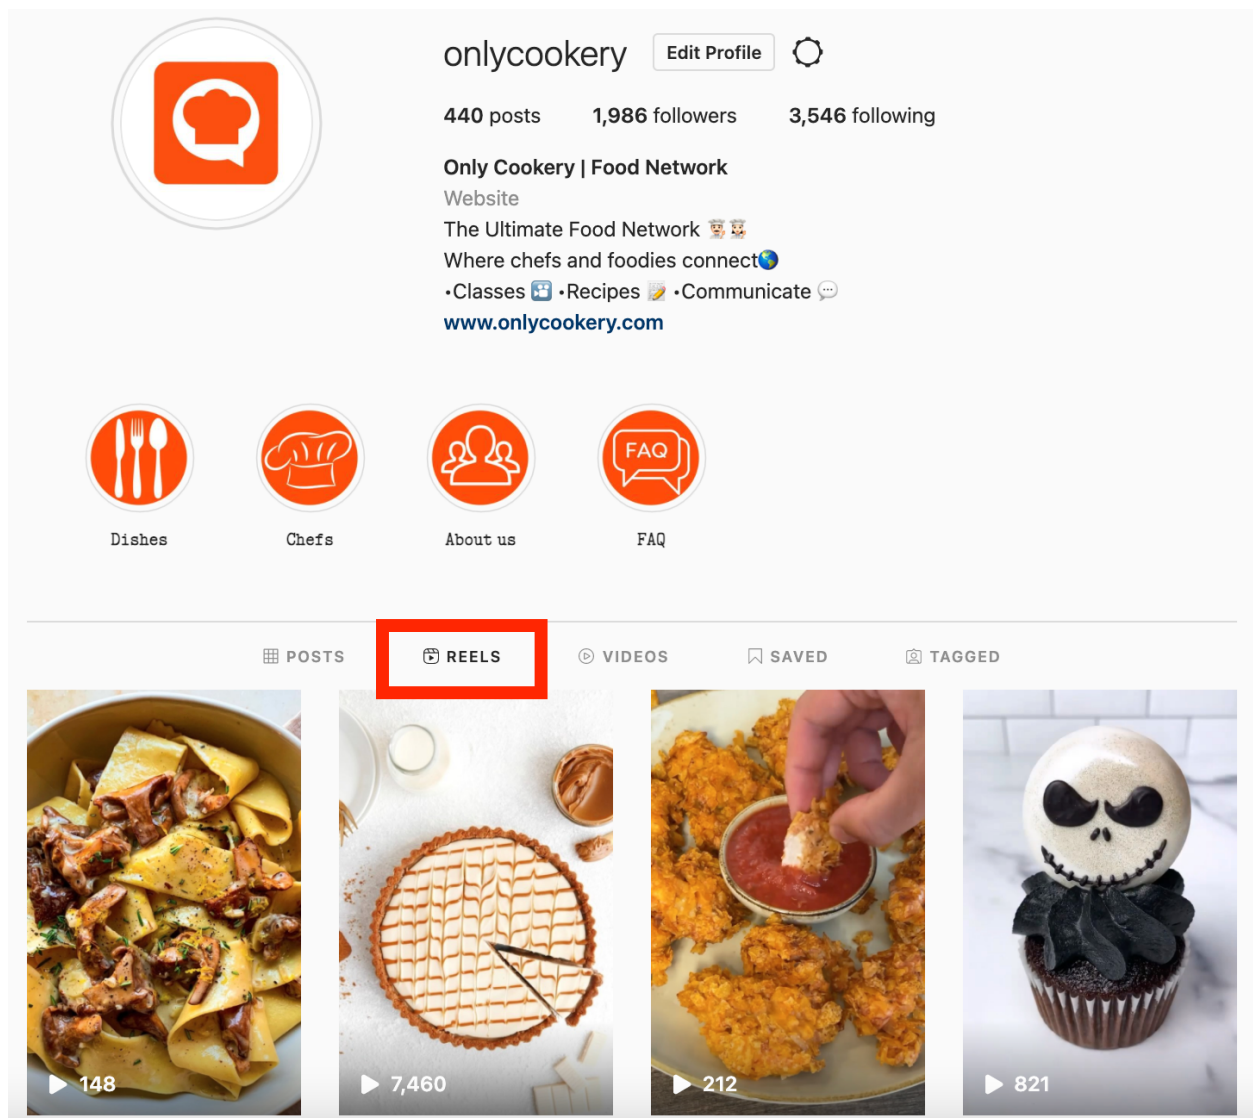 onlycookery Edit Profile
440 posts 1,986 followers 3,546 following
Only Cookery | Food Network
Website
The Ultimate Food Network
Where chefs and foodies connect
•Classes •Recipes •Communicate
www.onlycookery.com
FAQ
Dishes Chefs About us FAQ
POSTS REELS VIDEOS SAVED TAGGED
148 7,460 212 821